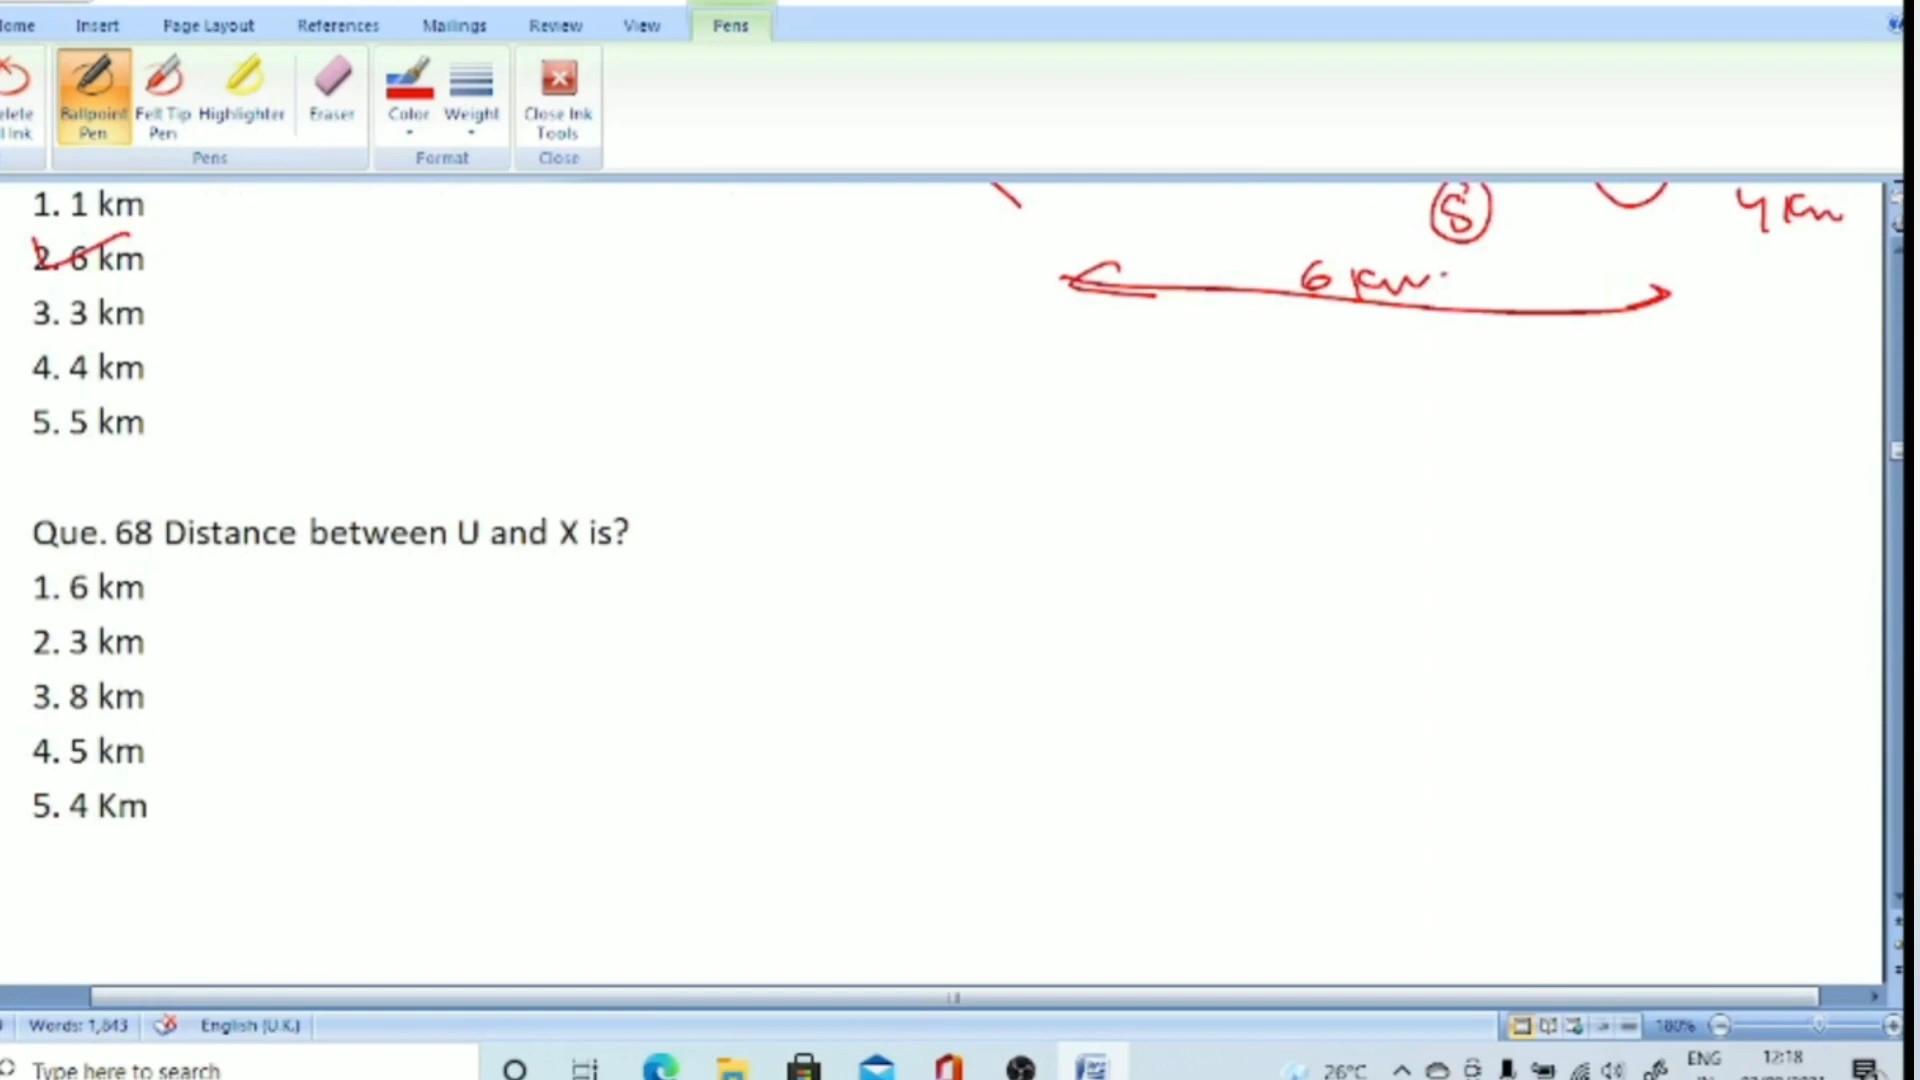 ome Insert Page Layout References Mailings Review View Pens
elete l Ink
Ballpoint Pen
Felt Tip Pen
Highlighter
Eraser
Color
Weight
Close Ink Tools
Pens Format Close
1. 1 km
2. 6 km
3. 3 km
4. 4 km
5. 5 km
S
4 Km
6 Km
Que. 68 Distance between U and X is?
1. 6 km
2. 3 km
3. 8 km
4. 5 km
5. 4 Km
Words: 1,843 English (U.K.) 180%
Type here to search 26°C ENG 12:18